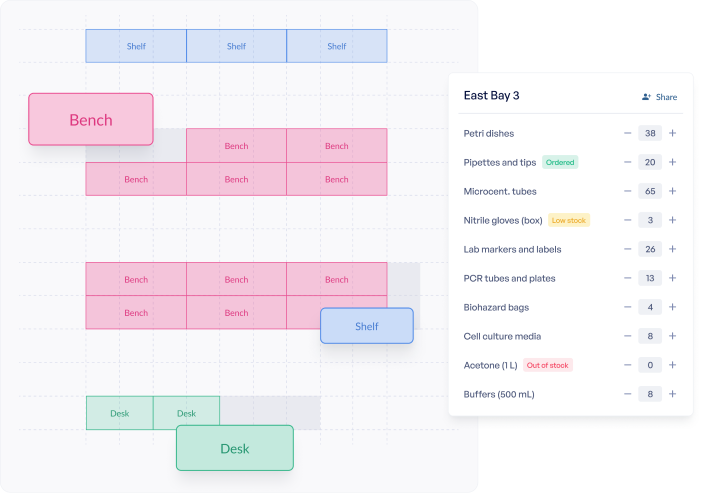 Shelf Shelf Shelf
Bench
Bench Bench
Bench Bench Bench
Bench Bench Bench
Bench Bench
Shelf
Desk Desk
Desk
East Bay 3 Share
Petri dishes − 38 +
Pipettes and tips Ordered − 20 +
Microcent. tubes − 65 +
Nitrile gloves (box) Low stock − 3 +
Lab markers and labels − 26 +
PCR tubes and plates − 13 +
Biohazard bags − 4 +
Cell culture media − 8 +
Acetone (1 L) Out of stock − 0 +
Buffers (500 mL) − 8 +